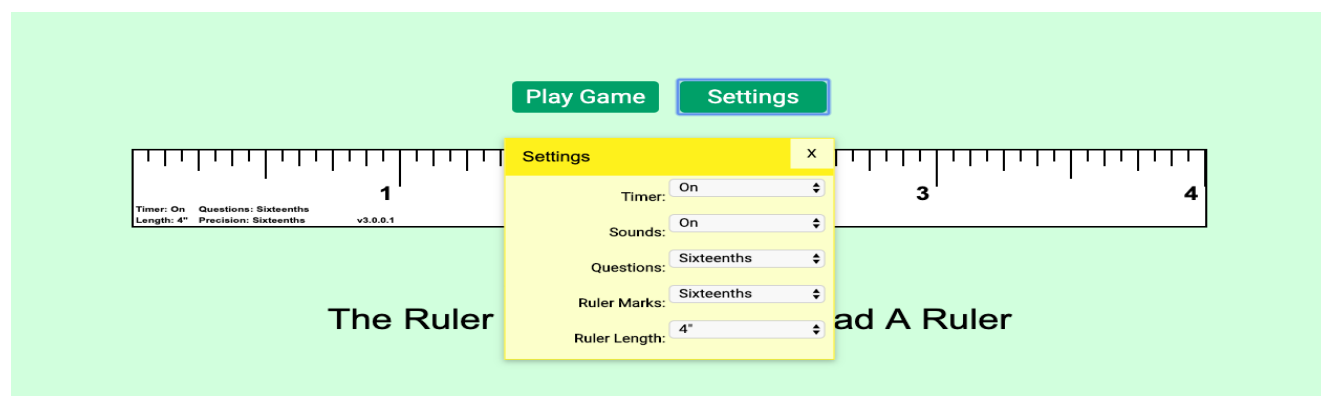 Play Game Settings
Settings x
Timer: On
Sounds: On
Questions: Sixteenths
Ruler Marks: Sixteenths
Ruler Length: 4"
1 3 4
Timer: On Questions: Sixteenths
Length: 4" Precision: Sixteenths v3.0.0.1
The Ruler ad A Ruler